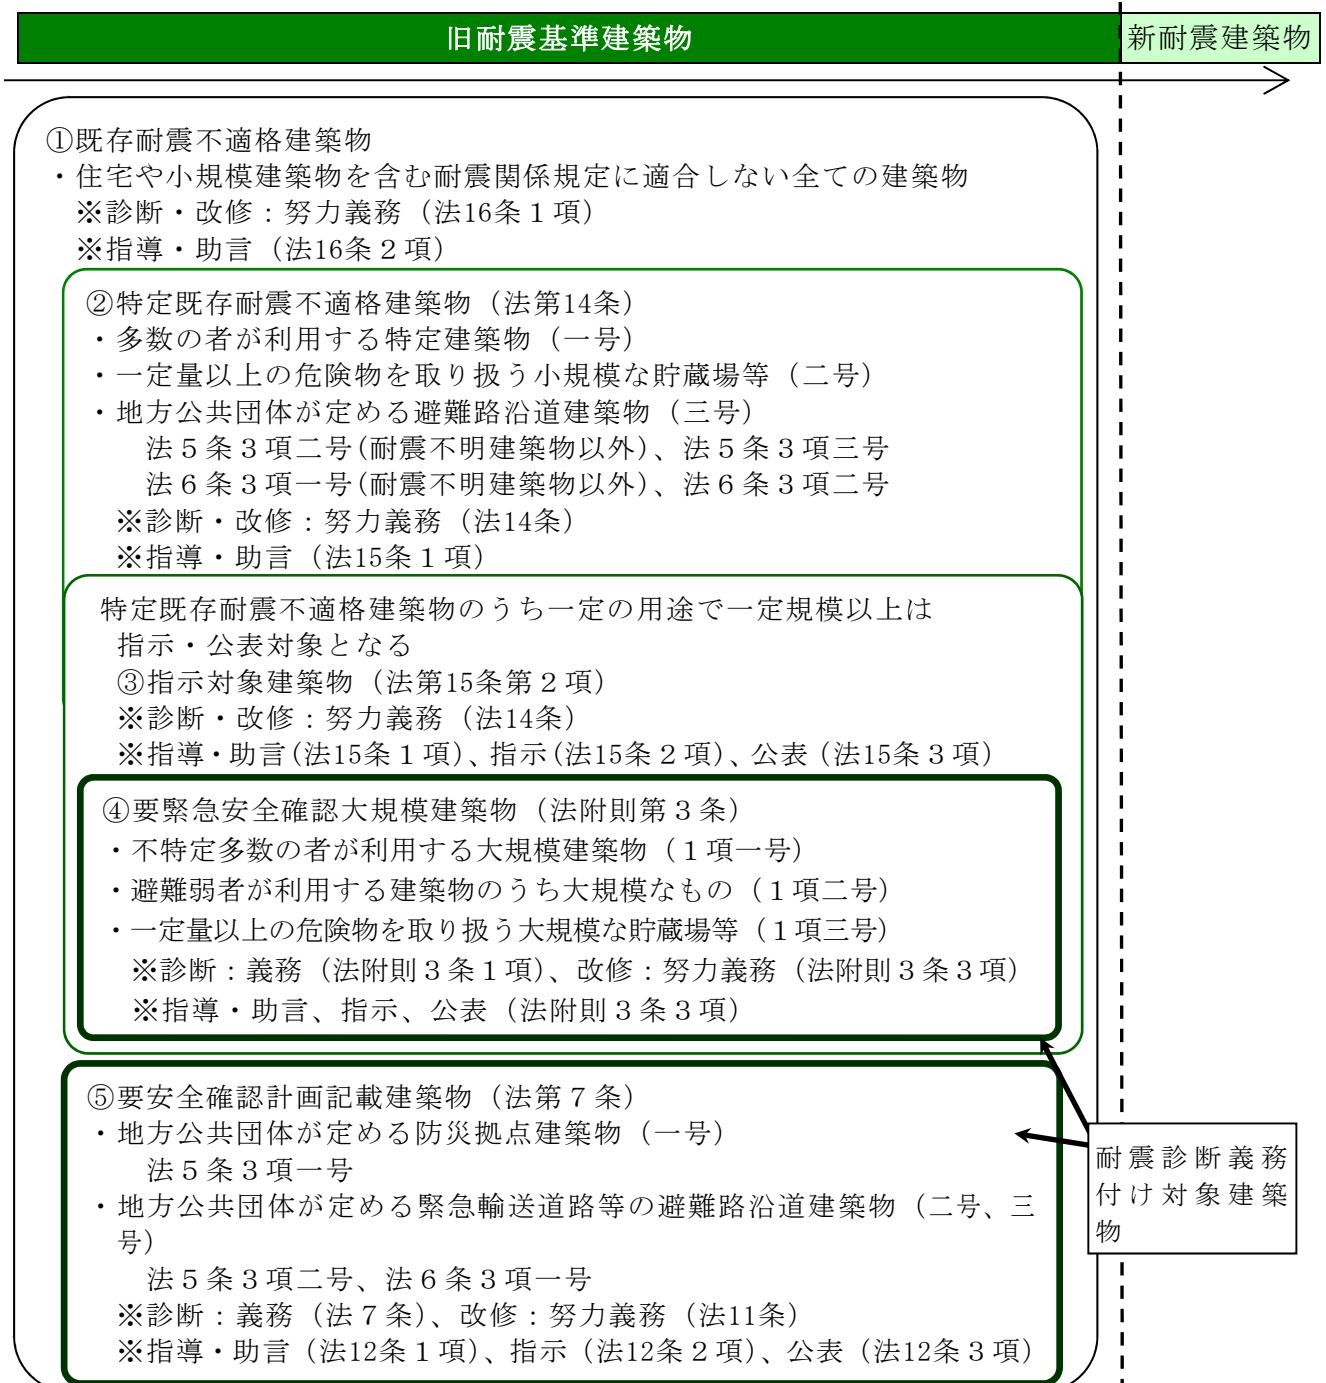 旧耐震基準建築物
新耐震建築物
①既存耐震不適格建築物
・住宅や小規模建築物を含む耐震関係規定に適合しない全ての建築物
※診断・改修：努力義務（法16条１項）
※指導・助言（法16条２項）
②特定既存耐震不適格建築物（法第14条）
・多数の者が利用する特定建築物（一号）
・一定量以上の危険物を取り扱う小規模な貯蔵場等（二号）
・地方公共団体が定める避難路沿道建築物（三号）
法５条３項二号(耐震不明建築物以外)、法５条３項三号
法６条３項一号(耐震不明建築物以外)、法６条３項二号
※診断・改修：努力義務（法14条）
※指導・助言（法15条１項）
特定既存耐震不適格建築物のうち一定の用途で一定規模以上は
指示・公表対象となる
③指示対象建築物（法第15条第２項）
※診断・改修：努力義務（法14条）
※指導・助言(法15条１項)、指示(法15条２項)、公表（法15条３項）
④要緊急安全確認大規模建築物（法附則第３条）
・不特定多数の者が利用する大規模建築物（１項一号）
・避難弱者が利用する建築物のうち大規模なもの（１項二号）
・一定量以上の危険物を取り扱う大規模な貯蔵場等（１項三号）
※診断：義務（法附則３条１項）、改修：努力義務（法附則３条３項）
※指導・助言、指示、公表（法附則３条３項）
⑤要安全確認計画記載建築物（法第７条）
・地方公共団体が定める防災拠点建築物（一号）
法５条３項一号
・地方公共団体が定める緊急輸送道路等の避難路沿道建築物（二号、三
号）
法５条３項二号、法６条３項一号
※診断：義務（法７条）、改修：努力義務（法11条）
※指導・助言（法12条１項）、指示（法12条２項）、公表（法12条３項）
耐震診断義務
付け対象建築
物